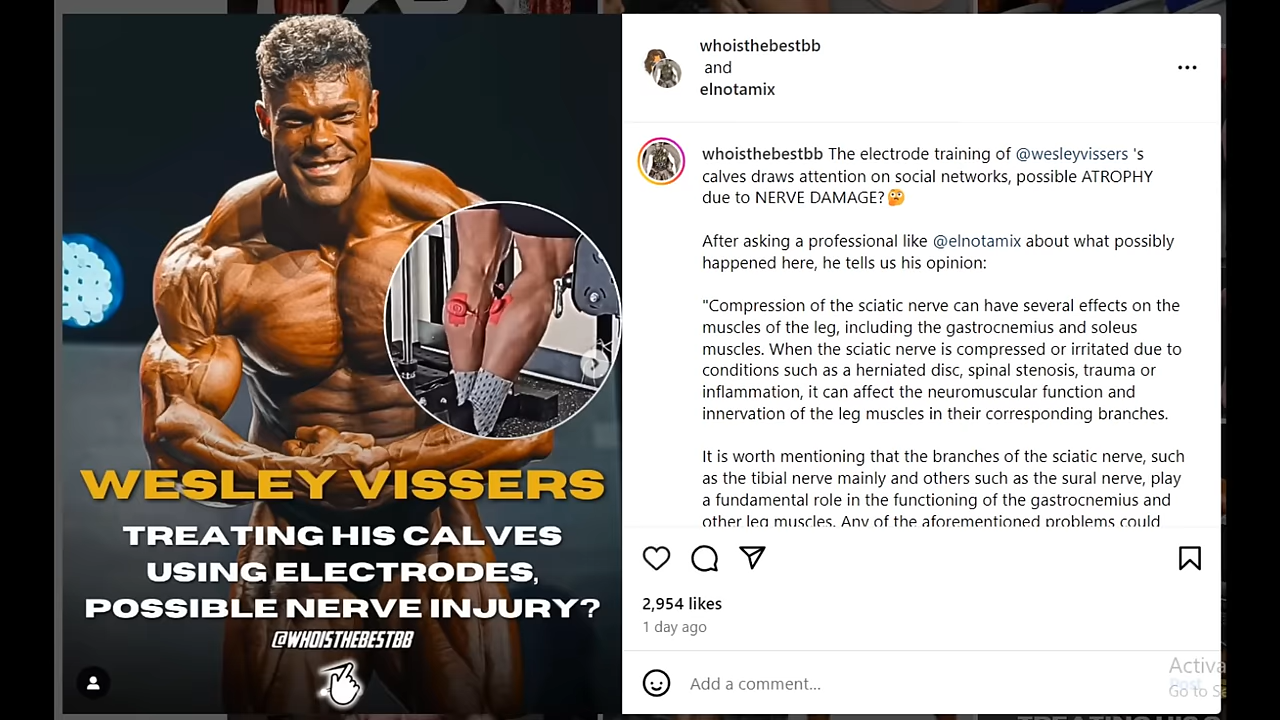 WESLEY VISSERS
TREATING HIS CALVES
USING ELECTRODES,
POSSIBLE NERVE INJURY?
@WHOISTHEBESTBB
whoisthebestbb
and
elnotamix
whoisthebestbb The electrode training of @wesleyvissers 's
calves draws attention on social networks, possible ATROPHY
due to NERVE DAMAGE?
After asking a professional like @elnotamix about what possibly
happened here, he tells us his opinion:
"Compression of the sciatic nerve can have several effects on the
muscles of the leg, including the gastrocnemius and soleus
muscles. When the sciatic nerve is compressed or irritated due to
conditions such as a herniated disc, spinal stenosis, trauma or
inflammation, it can affect the neuromuscular function and
innervation of the leg muscles in their corresponding branches.
It is worth mentioning that the branches of the sciatic nerve, such
as the tibial nerve mainly and others such as the sural nerve, play
a fundamental role in the functioning of the gastrocnemius and
other leg muscles. Any of the aforementioned problems could
2,954 likes
1 day ago
Add a comment...
Activa
Post
Go to S